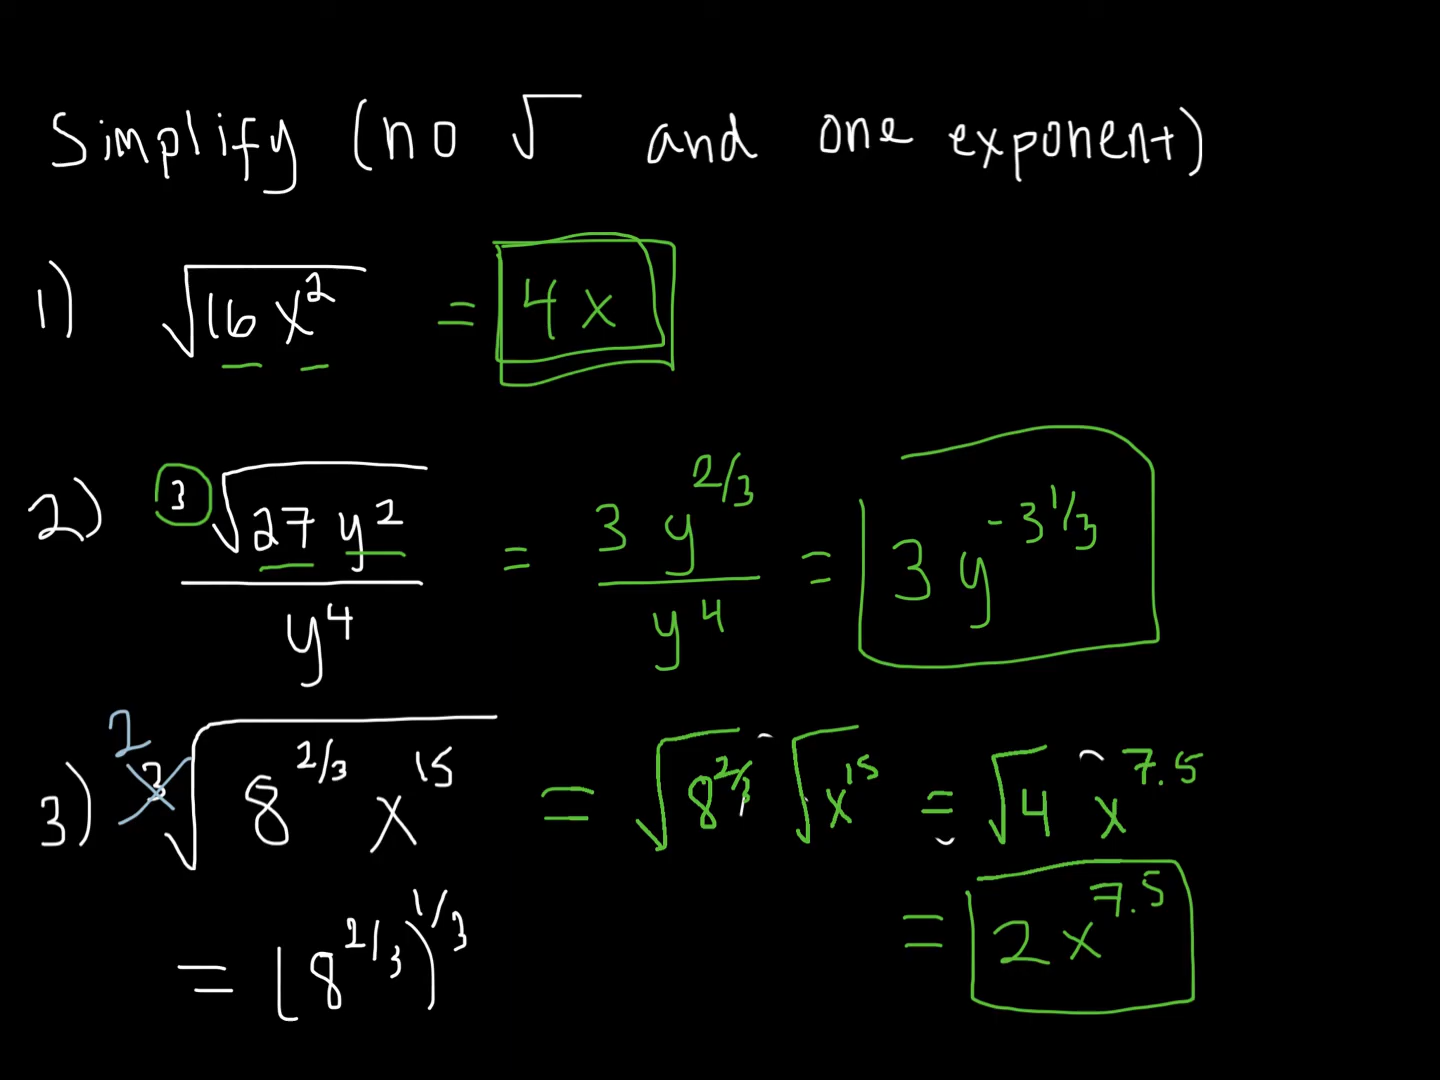 Simplify (no √ and one exponent)
1) √(16x²) = 4x
2) ³√(27y²) / y⁴ = 3y^(2/3) / y⁴ = 3y^(-3 1/3)
3) 2 3 √(8^(2/3) x^15) = √(8^(2/3)) √(x^15) = √4 x^7.5
= (8^(2/3))^(1/3) = 2x^7.5